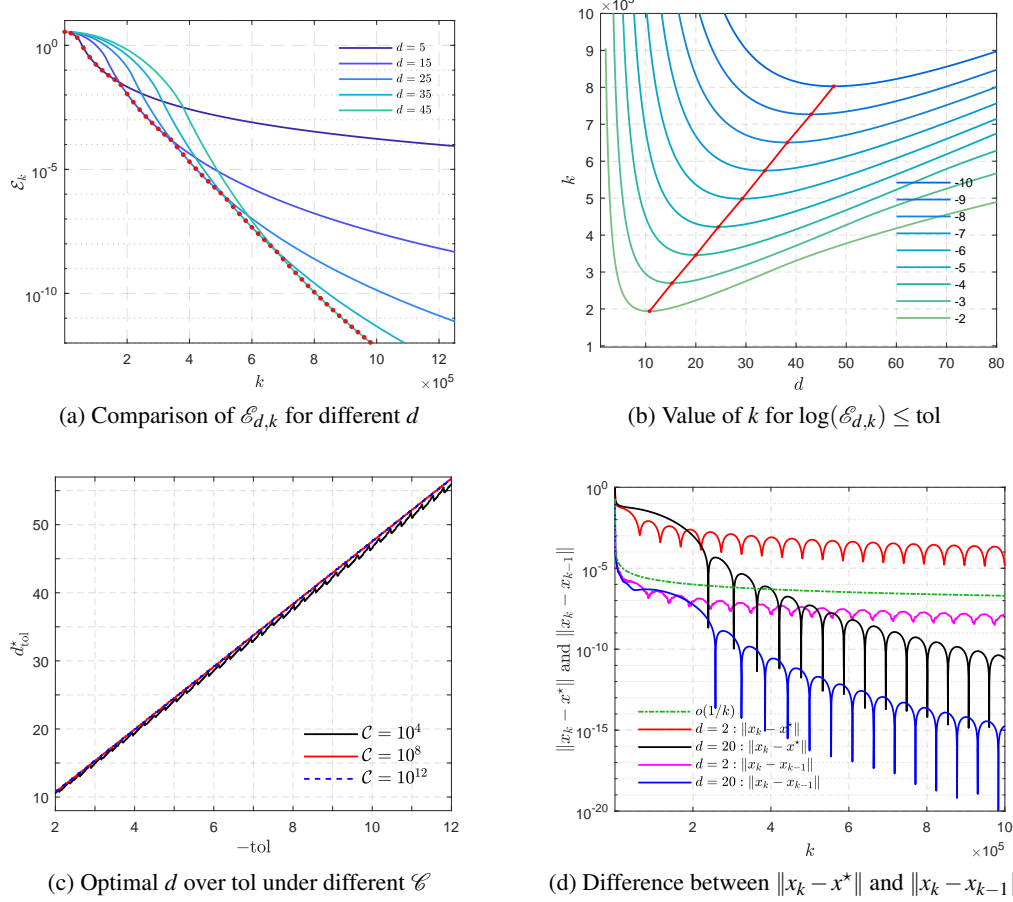 10^0
10^-5
10^-10
ℰ_k
2 4 6 8 10 12
k ×10^5
d = 5
d = 15
d = 25
d = 35
d = 45
(a) Comparison of ℰ_{d,k} for different d
10
9
8
7
6
5
4
3
2
1
k
10 20 30 40 50 60 70 80
d
-10
-9
-8
-7
-6
-5
-4
-3
-2
(b) Value of k for log(ℰ_{d,k}) ≤ tol
50
40
30
20
10
d*_tol
2 4 6 8 10 12
−tol
𝒞 = 10^4
𝒞 = 10^8
𝒞 = 10^12
(c) Optimal d over tol under different 𝒞
10^0
10^-5
10^-10
10^-15
10^-20
‖x_k − x*‖ and ‖x_k − x_{k−1}‖
2 4 6 8 10
k ×10^5
o(1/k)
d = 2 : ‖x_k − x*‖
d = 20 : ‖x_k − x*‖
d = 2 : ‖x_k − x_{k−1}‖
d = 20 : ‖x_k − x_{k−1}‖
(d) Difference between ‖x_k − x*‖ and ‖x_k − x_{k−1}‖